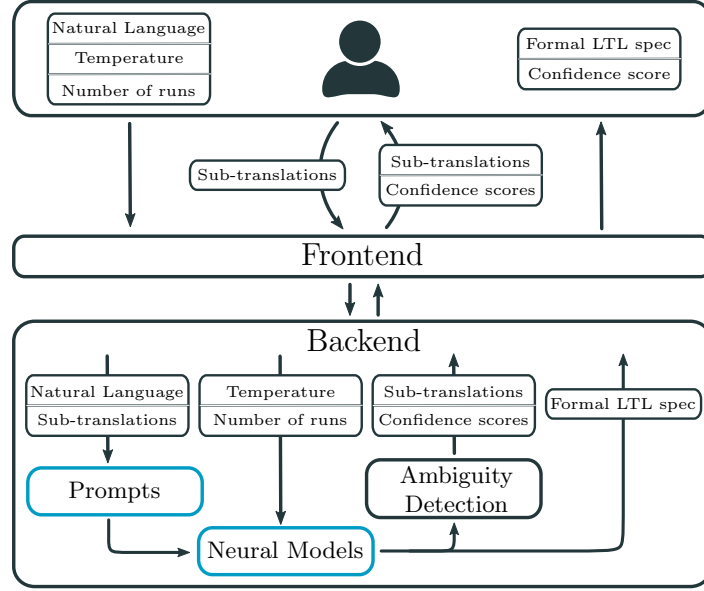 Natural Language
Temperature
Number of runs
Formal LTL spec
Confidence score
Sub-translations
Sub-translations
Confidence scores
Frontend
Backend
Natural Language
Sub-translations
Temperature
Number of runs
Sub-translations
Confidence scores
Formal LTL spec
Prompts
Ambiguity
Detection
Neural Models